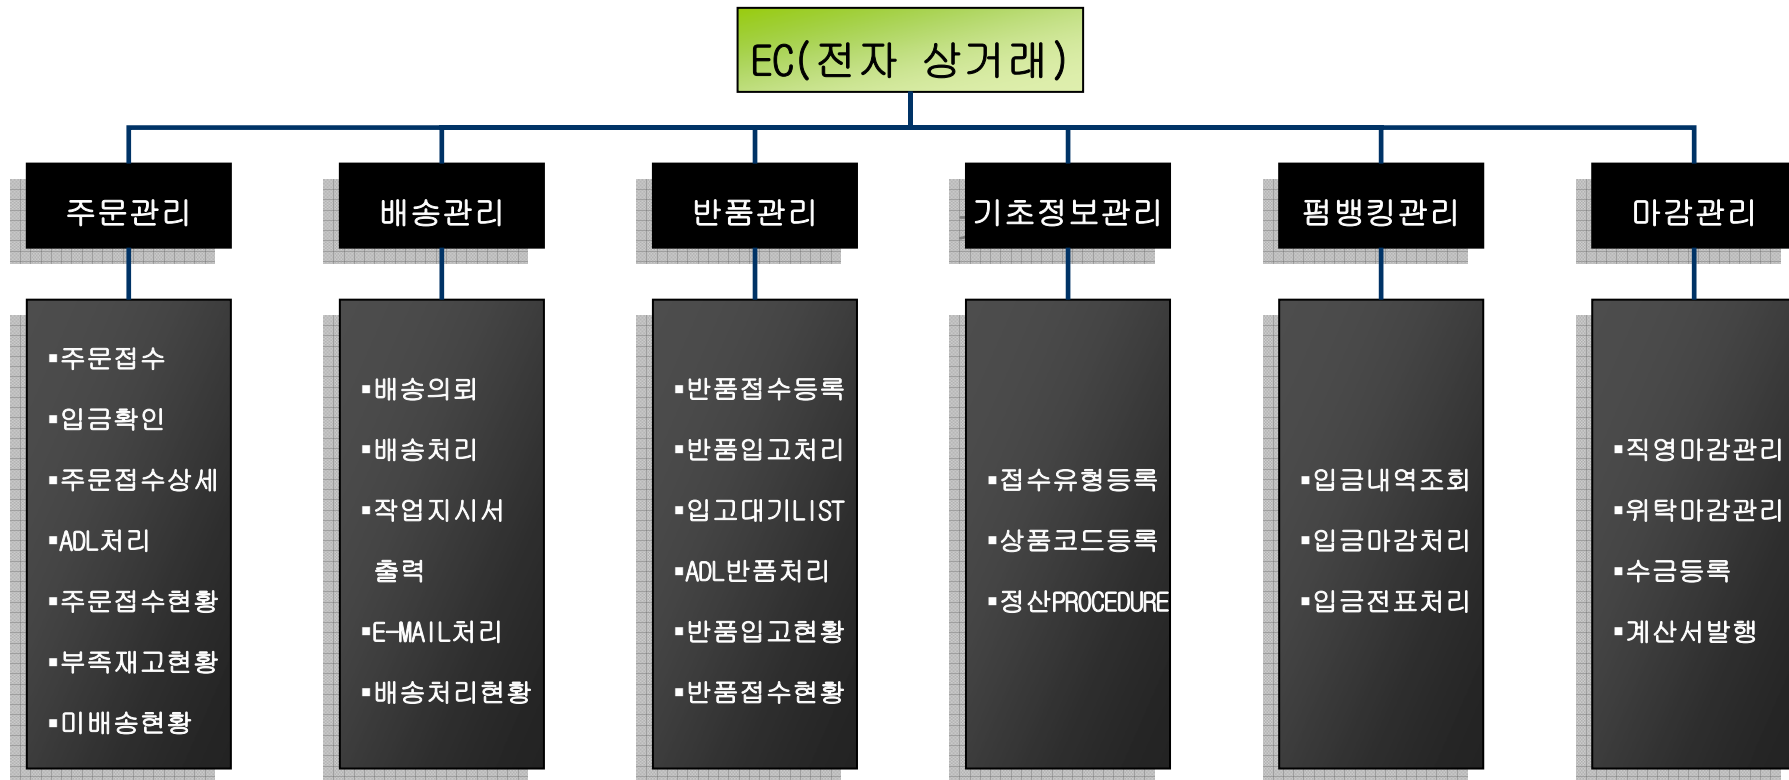 EC(전자 상거래)
주문관리
배송관리
반품관리
기초정보관리
펌뱅킹관리
마감관리
▪주문접수
▪입금확인
▪주문접수상세
▪ADL처리
▪주문접수현황
▪부족재고현황
▪미배송현황
▪배송의뢰
▪배송처리
▪작업지시서
출력
▪E-MAIL처리
▪배송처리현황
▪반품접수등록
▪반품입고처리
▪입고대기LIST
▪ADL반품처리
▪반품입고현황
▪반품접수현황
▪접수유형등록
▪상품코드등록
▪정산PROCEDURE
▪입금내역조회
▪입금마감처리
▪입금전표처리
▪직영마감관리
▪위탁마감관리
▪수금등록
▪계산서발행